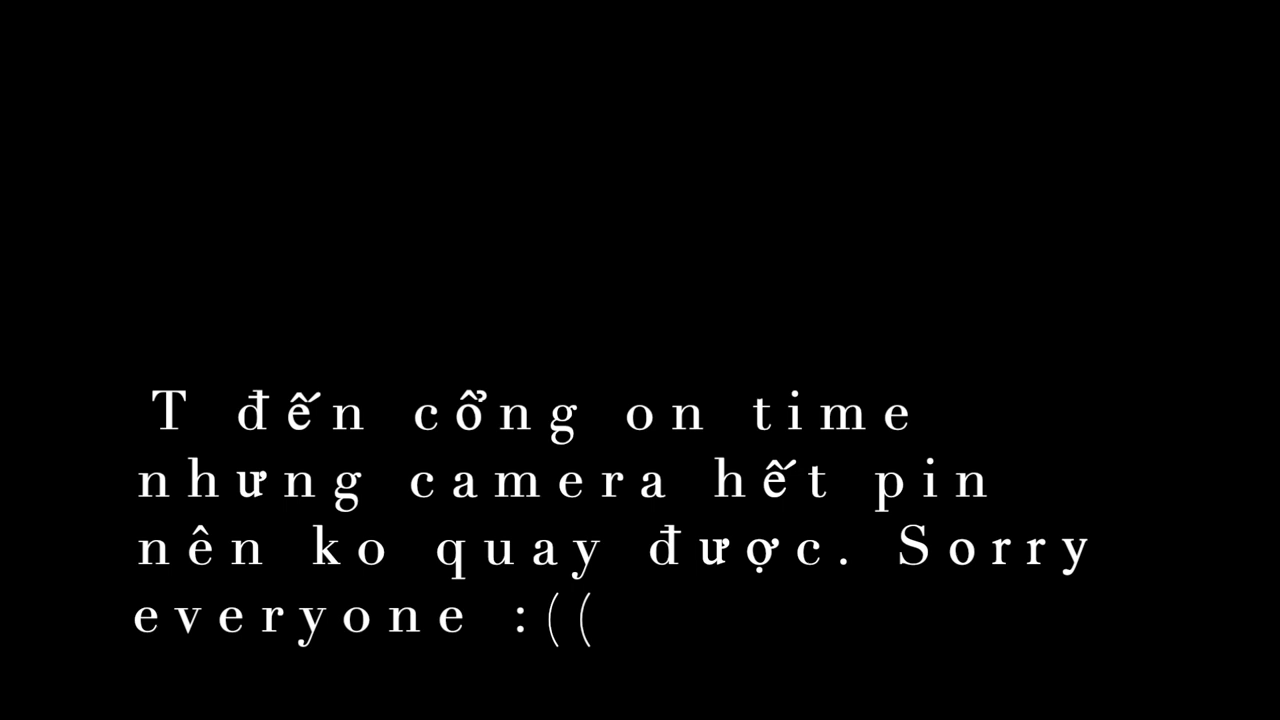 T đến cổng on time
nhưng camera hết pin
nên ko quay được. Sorry
everyone :((